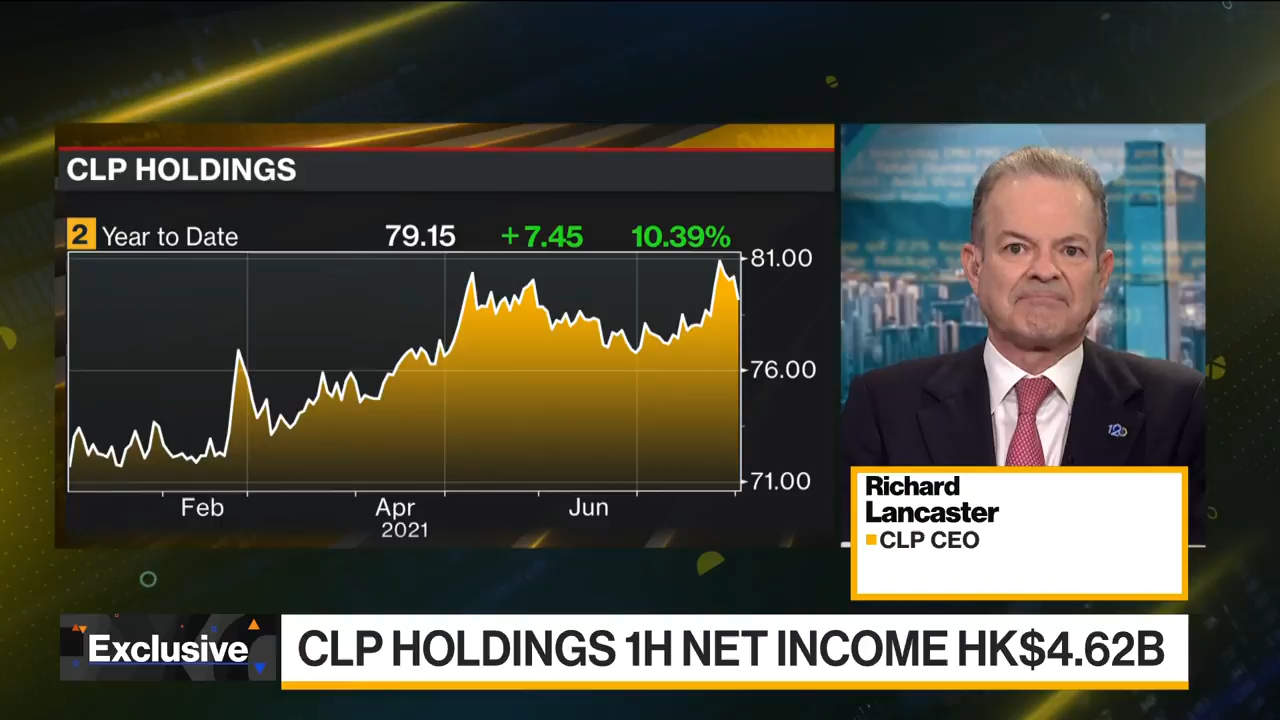 CLP HOLDINGS
2 Year to Date 79.15 +7.45 10.39%
81.00
76.00
71.00
Feb Apr Jun
2021
120
Richard
Lancaster
CLP CEO
Exclusive
CLP HOLDINGS 1H NET INCOME HK$4.62B